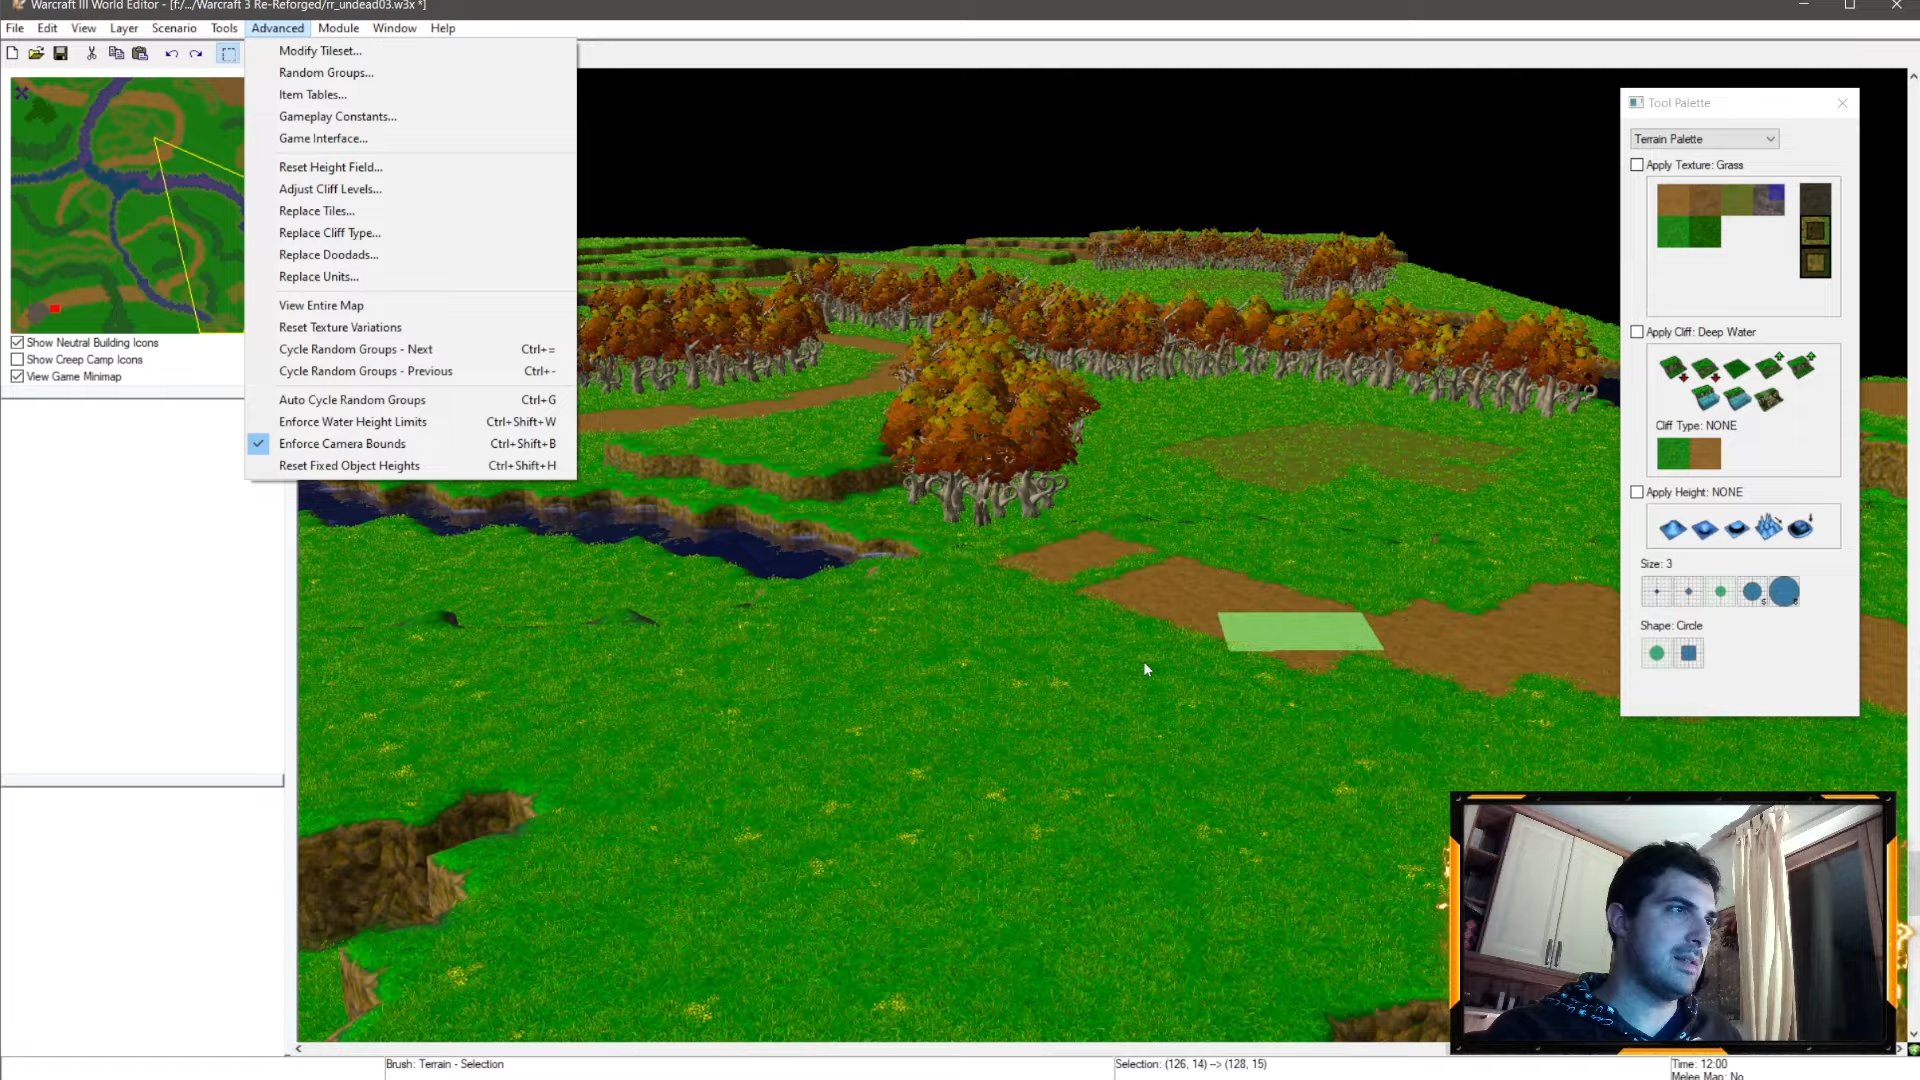 Warcraft III World Editor - [f:/.../Warcraft 3 Re-Reforged/rr_undead03.w3x *]
File Edit View Layer Scenario Tools Advanced Module Window Help
Modify Tileset...
Random Groups...
Item Tables...
Gameplay Constants...
Game Interface...
Reset Height Field...
Adjust Cliff Levels...
Replace Tiles...
Replace Cliff Type...
Replace Doodads...
Replace Units...
View Entire Map
Reset Texture Variations
Cycle Random Groups - Next Ctrl+=
Cycle Random Groups - Previous Ctrl+-
Auto Cycle Random Groups Ctrl+G
Enforce Water Height Limits Ctrl+Shift+W
Enforce Camera Bounds Ctrl+Shift+B
Reset Fixed Object Heights Ctrl+Shift+H
Show Neutral Building Icons
Show Creep Camp Icons
View Game Minimap
Tool Palette
Terrain Palette
Apply Texture: Grass
Apply Cliff: Deep Water
Cliff Type: NONE
Apply Height: NONE
Size: 3
Shape: Circle
Brush: Terrain - Selection
Selection: (126, 14) --> (128, 15)
Time: 12:00
Melee Map: No